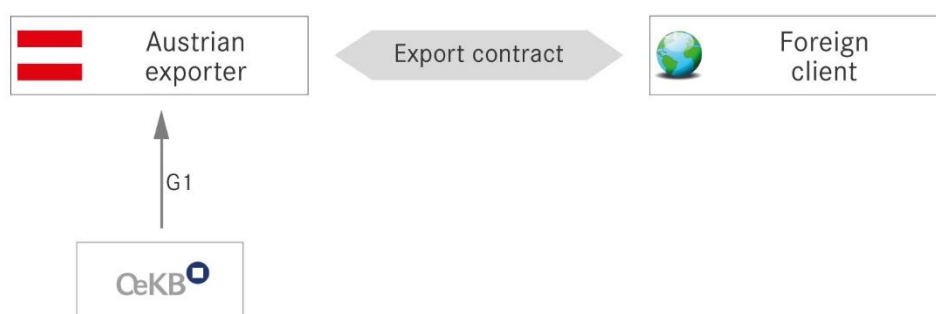 Austrian
exporter
Export contract
Foreign
client
G1
OeKB